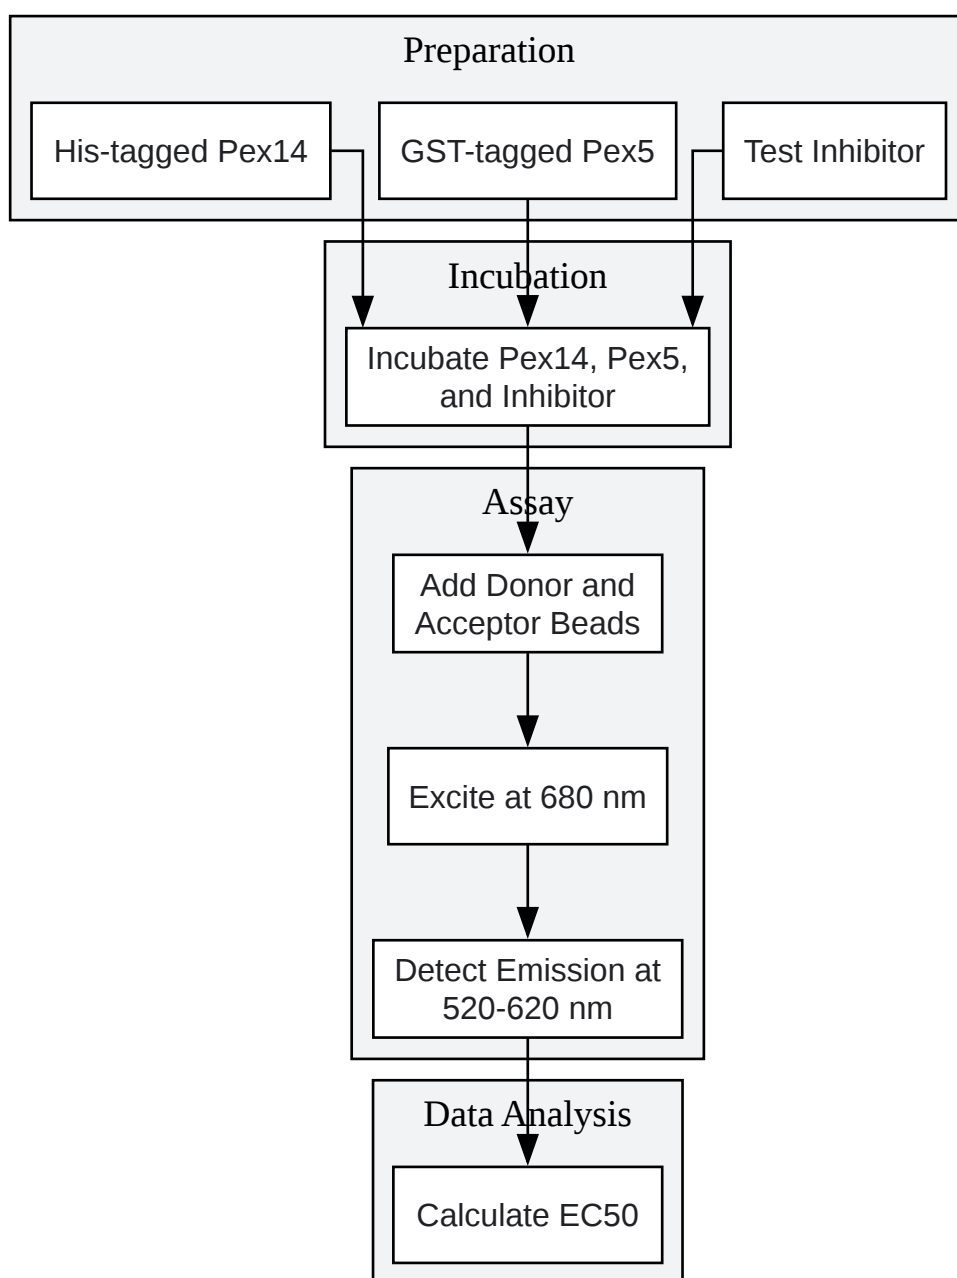 Preparation
His-tagged Pex14
GST-tagged Pex5
Test Inhibitor
Incubation
Incubate Pex14, Pex5,
and Inhibitor
Assay
Add Donor and
Acceptor Beads
Excite at 680 nm
Detect Emission at
520-620 nm
Data Analysis
Calculate EC50